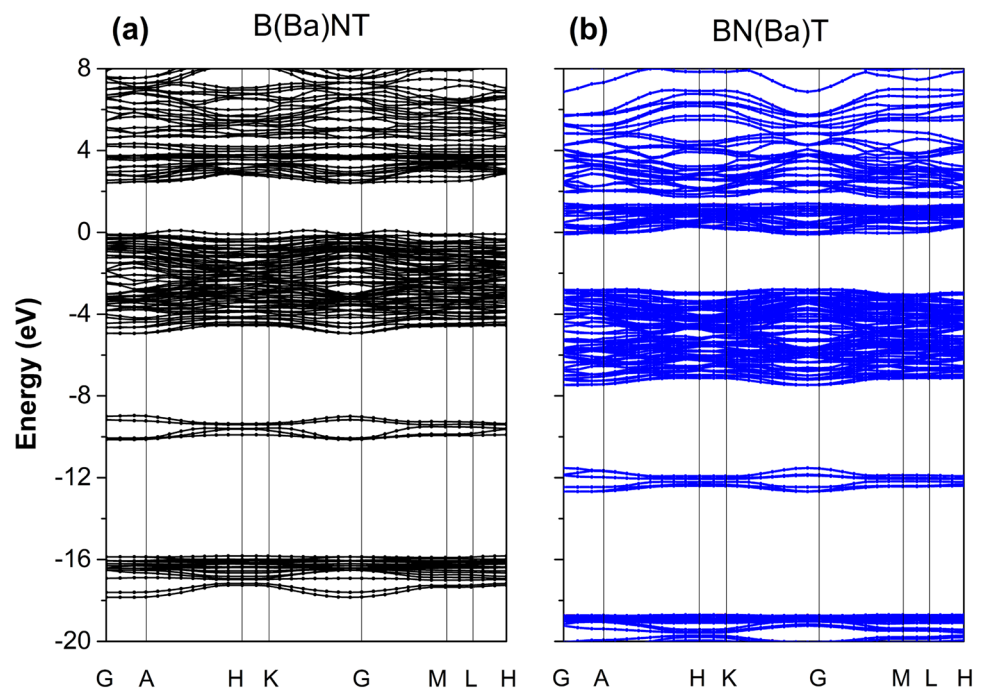 (a) B(Ba)NT
(b) BN(Ba)T
Energy (eV)
8
4
0
-4
-8
-12
-16
-20
G A H K G M L H
G A H K G M L H